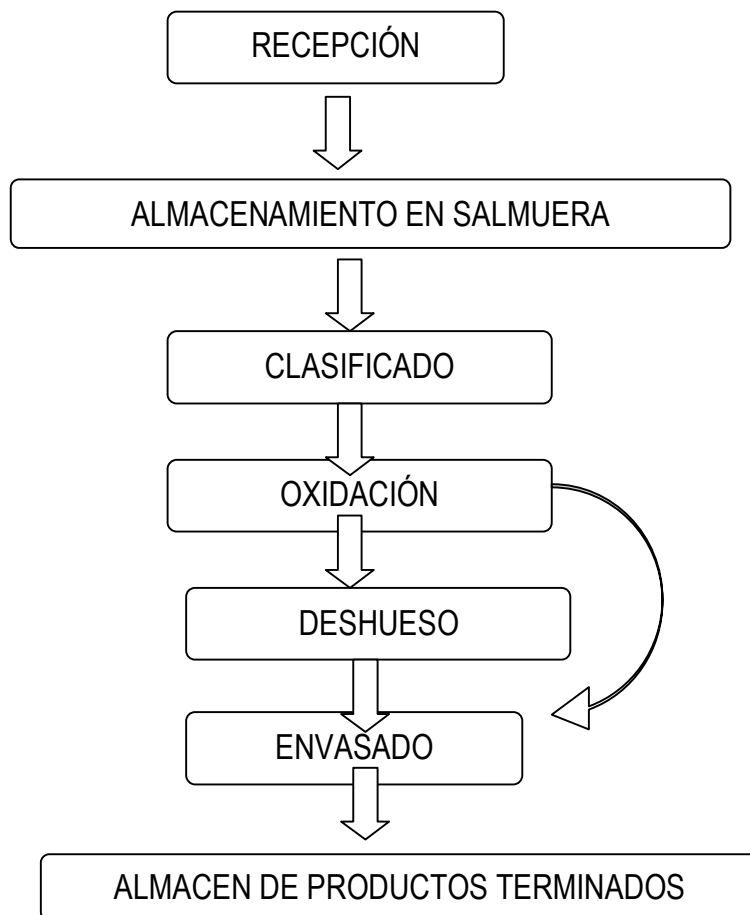 RECEPCIÓN
ALMACENAMIENTO EN SALMUERA
CLASIFICADO
OXIDACIÓN
DESHUESO
ENVASADO
ALMACEN DE PRODUCTOS TERMINADOS